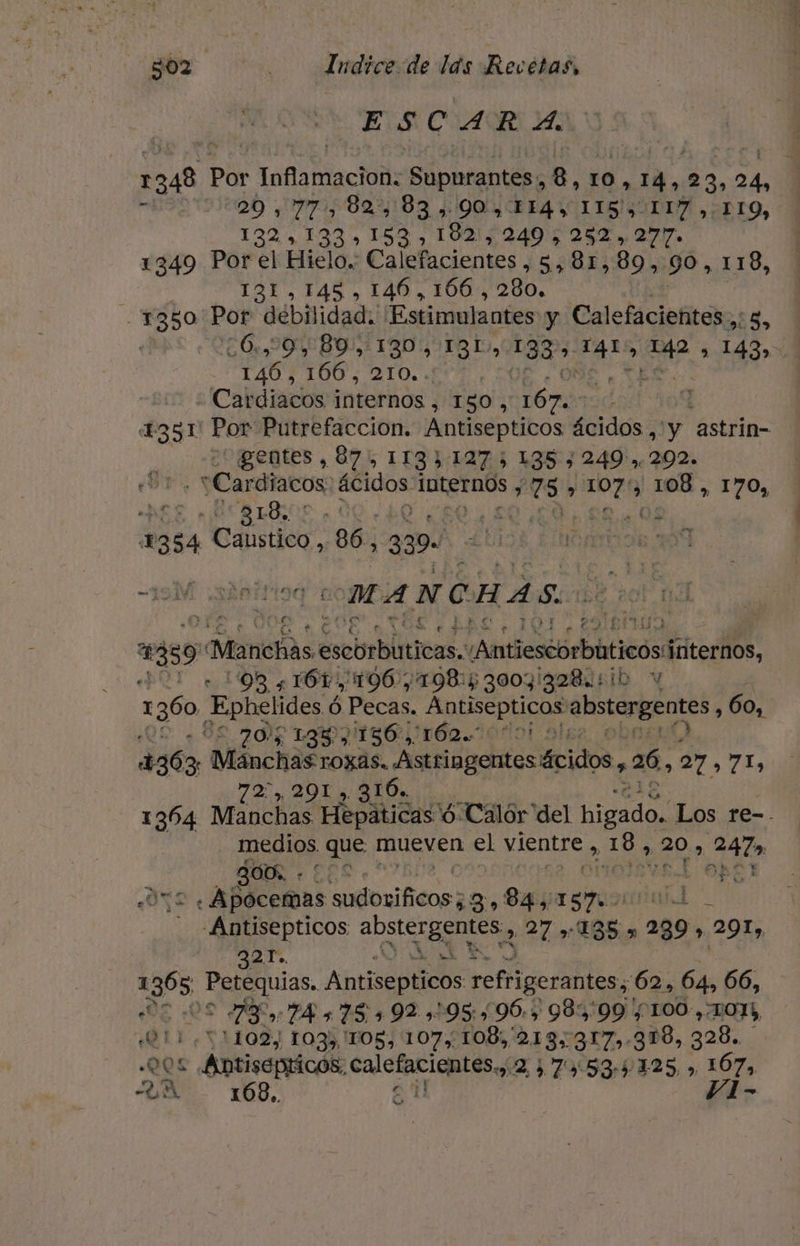 502 Indice de las Recetas,
ESCARA.
1348 Por Inflamacion. Supurantes, 8, 10, 14, 23, 24,
29, 77, 82, 83, 90, 114, 115, 117, 119,
132, 133, 153, 182, 249, 252, 277.
1349 Por el Hielo. Calefacientes, 5, 81, 89, 90, 118,
131, 145, 146, 166, 280.
1350 Por debilidad. Estimulantes y Calefacientes, 5,
6, 9, 89, 130, 131, 133, 141, 142, 143,
146, 166, 210.
Cardiacos internos, 150, 167.
1351 Por Putrefaccion. Antisepticos ácidos, y astrin-
gentes, 87, 113, 127, 135, 249, 292.
Cardiacos ácidos internos, 75, 107, 108, 170,
318.
1354 Caustico, 86, 339.
MANCHAS.
1359 Manchas escorbuticas. Antiescorbuticos internos,
93, 161, 196, 198, 300, 328.
1360 Ephelides ó Pecas. Antisepticos abstergentes, 60,
70, 138, 156, 162.
1363 Manchas roxas. Astringentes ácidos, 26, 27, 71,
72, 291, 316.
1364 Manchas Hepaticas ó Calór del higado. Los re-
medios que mueven el vientre, 18, 20, 247,
300.
Apocemas sudorificos, 3, 84, 157.
Antisepticos abstergentes, 27, 135, 239, 291,
321.
1365 Petequias. Antisepticos refrigerantes, 62, 64, 66,
73, 74, 75, 92, 95, 96, 98, 99, 100, 101,
102, 103, 105, 107, 108, 213, 317, 318, 328.
Antisépticos calefacientes, 2, 7, 53, 125, 167,
168.
VI-